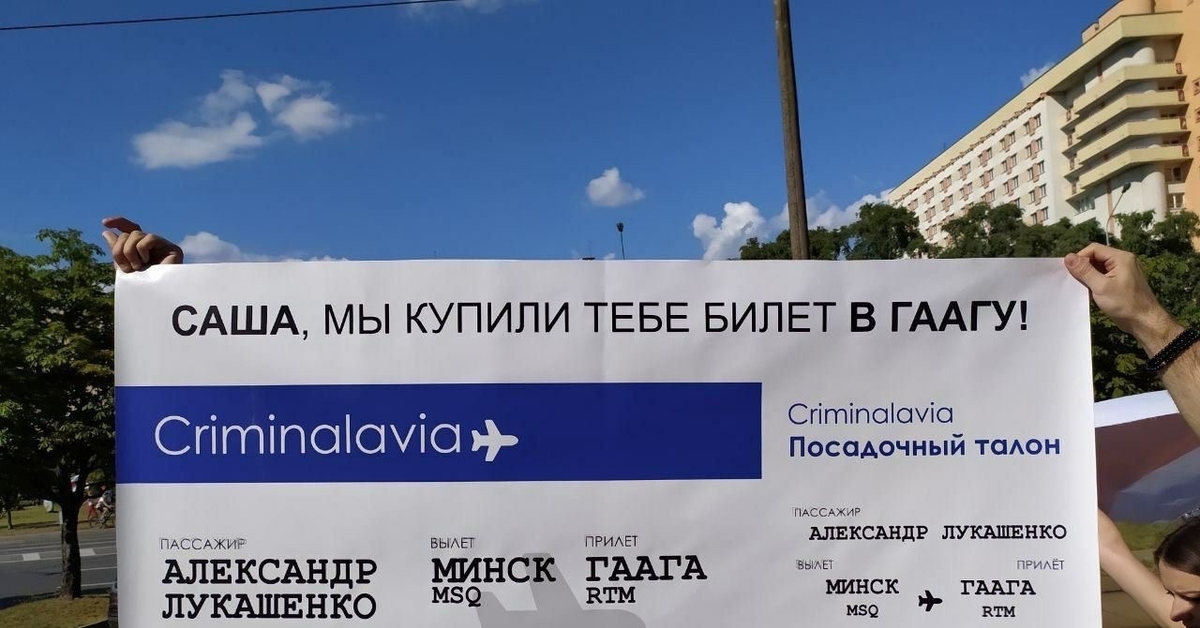 САША, МЫ КУПИЛИ ТЕБЕ БИЛЕТ В ГААГУ!
Criminalavia
ПАССАЖИР
АЛЕКСАНДР
ЛУКАШЕНКО
ВЫЛЕТ
МИНСК
MSQ
ПРИЛЕТ
ГААГА
RTM
Criminalavia
Посадочный талон
ПАССАЖИР
АЛЕКСАНДР ЛУКАШЕНКО
ВЫЛЕТ ПРИЛЁТ
МИНСК ГААГА
MSQ RTM